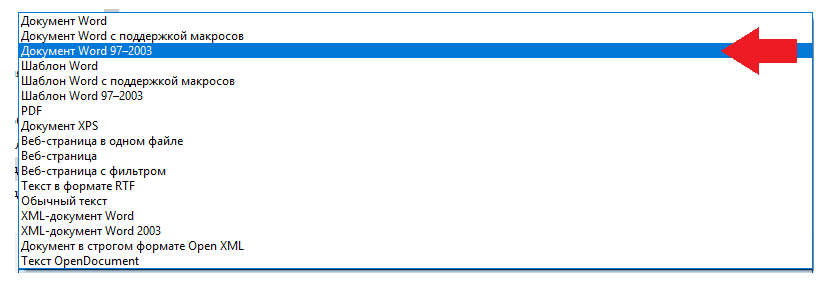 Документ Word
Документ Word с поддержкой макросов
Документ Word 97–2003
Шаблон Word
Шаблон Word с поддержкой макросов
Шаблон Word 97–2003
PDF
Документ XPS
Веб-страница в одном файле
Веб-страница
Веб-страница с фильтром
Текст в формате RTF
Обычный текст
XML-документ Word
XML-документ Word 2003
Документ в строгом формате Open XML
Текст OpenDocument